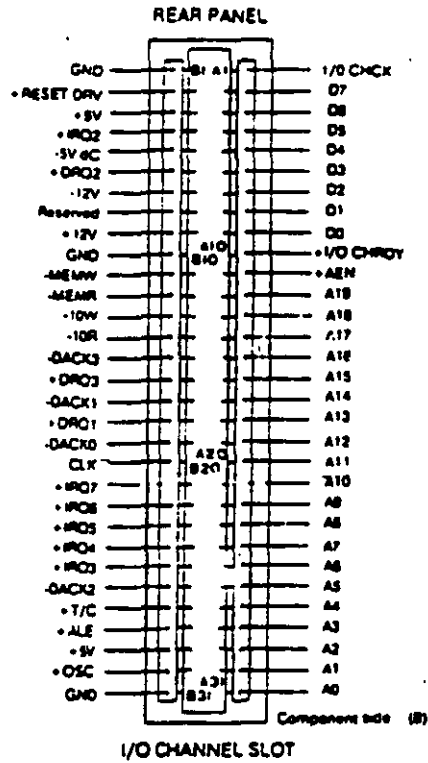 REAR PANEL
GND B1 A1 I/O CHCK
+RESET DRV D7
+5V D6
+IRQ2 D5
-5V dC D4
+DRQ2 D3
-12V D2
Reserved D1
+12V D0
GND A10 B10 +I/O CHRDY
-MEMW +AEN
-MEMR A19
-IOW A18
-IOR A17
-DACK3 A16
+DRQ3 A15
-DACK1 A14
+DRQ1 A13
-DACK0 A12
CLK A20 B20 A11
+IRQ7 A10
+IRQ6 A9
+IRQ5 A8
+IRQ4 A7
+IRQ3 A6
-DACK2 A5
+T/C A4
+ALE A3
+5V A2
+OSC A1
GND A31 B31 A0
Component side (B)
I/O CHANNEL SLOT